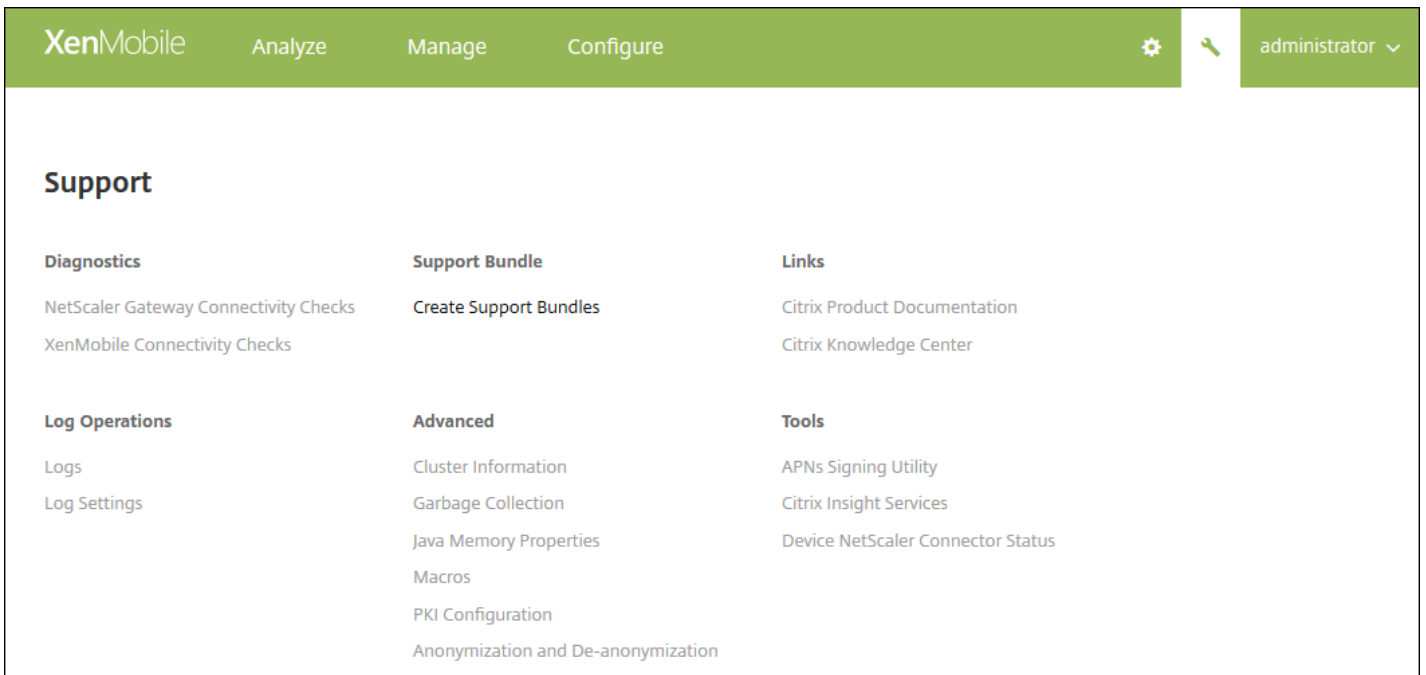 XenMobile Analyze Manage Configure administrator
Support
Diagnostics
NetScaler Gateway Connectivity Checks
XenMobile Connectivity Checks
Support Bundle
Create Support Bundles
Links
Citrix Product Documentation
Citrix Knowledge Center
Log Operations
Logs
Log Settings
Advanced
Cluster Information
Garbage Collection
Java Memory Properties
Macros
PKI Configuration
Anonymization and De-anonymization
Tools
APNs Signing Utility
Citrix Insight Services
Device NetScaler Connector Status